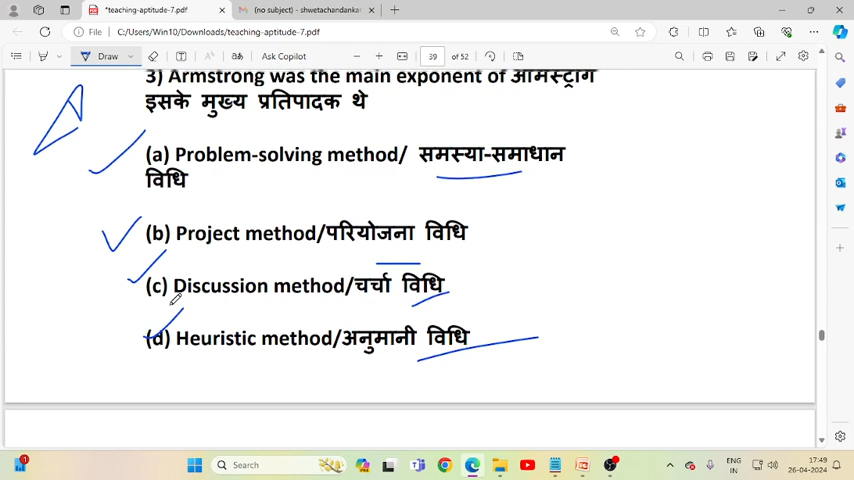 *teaching-aptitude-7.pdf
(no subject) - shwetachandankar
File
C:/Users/Win10/Downloads/teaching-aptitude-7.pdf
Draw
Ask Copilot
39 of 52
3) Armstrong was the main exponent of आर्मस्ट्रांग
इसके मुख्य प्रतिपादक थे
(a) Problem-solving method/ समस्या-समाधान
विधि
(b) Project method/परियोजना विधि
(c) Discussion method/चर्चा विधि
(d) Heuristic method/अनुमानी विधि
Search
ENG
IN
17:49
26-04-2024